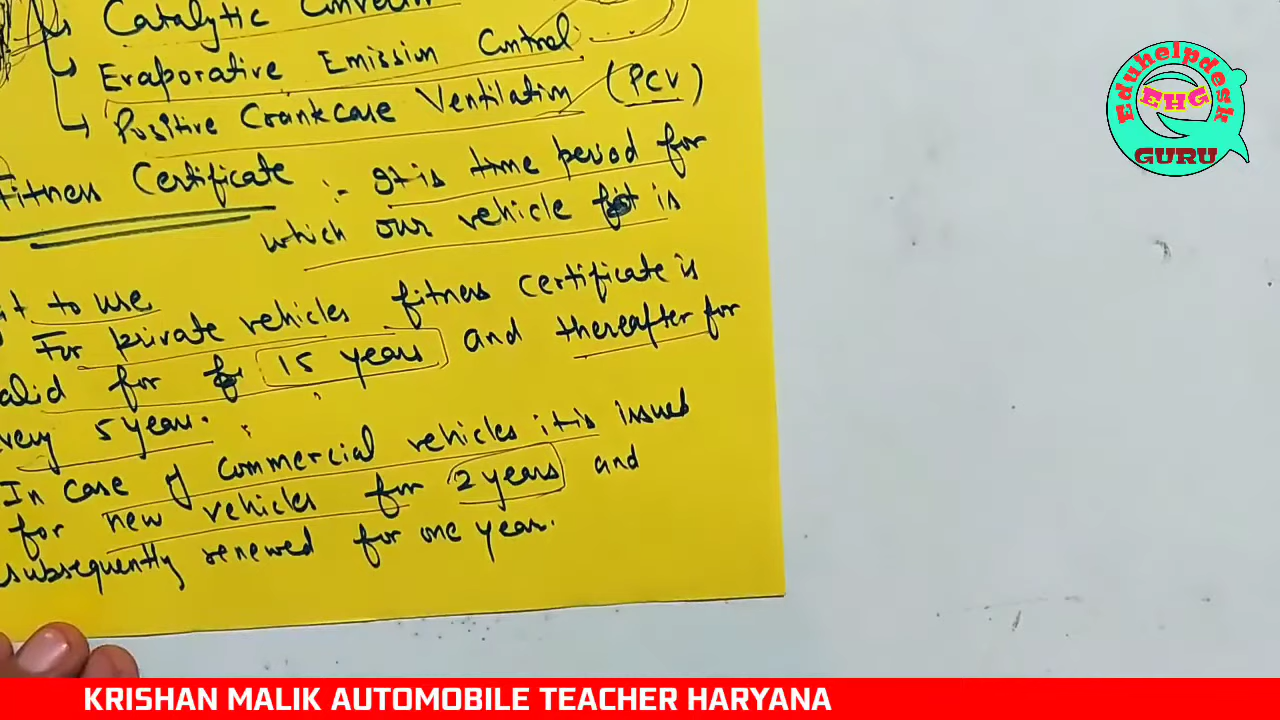 Catalytic
Evaporative Emission Control
Positive Crankcase Ventilation (PCV)
Fitness Certificate :- It is time period for
which our vehicle is
to use
For private vehicles fitness certificate is
valid for 15 years and thereafter for
every 5 year.
In case of commercial vehicles it is issued
for new vehicles for 2 years and
subsequently renewed for one year.
Eduhelpdesk
EHG
GURU
KRISHAN MALIK AUTOMOBILE TEACHER HARYANA